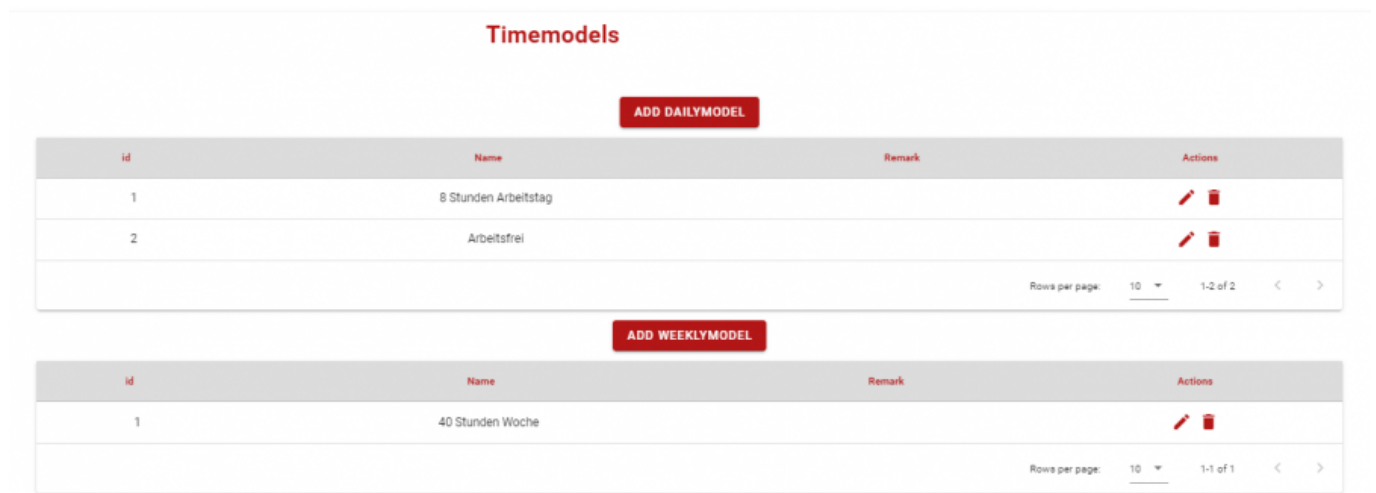 Timemodels
ADD DAILYMODEL
id Name Remark Actions
1 8 Stunden Arbeitstag
2 Arbeitsfrei
Rows per page: 10 1-2 of 2
ADD WEEKLYMODEL
id Name Remark Actions
1 40 Stunden Woche
Rows per page: 10 1-1 of 1